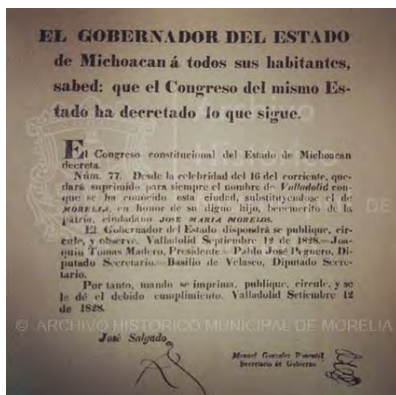 EL GOBERNADOR DEL ESTADO
de Michoacan á todos sus habitantes,
sabed: que el Congreso del mismo Es-
tado ha decretado lo que sigue.
El Congreso constitucional del Estado de Michoacan
decreta.
Núm. 77. Desde la celebridad del 16 del corriente, que-
dará suprimido para siempre el nombre de Valladolid con-
que se ha conocido esta ciudad, substituyendose el de
MORELIA, en honor de su digno hijo, benemérito de la
patria, ciudadano JOSE MARIA MORELOS.
El Gobernador del Estado dispondrá se publique, cir-
cule, y observe. Valladolid Septiembre 12 de 1828.—Joa-
quin Tomas Madero, Presidente.—Pablo José Peguero, Di-
putado Secretario.—Basilio de Velasco, Diputado Secre-
tario.
Por tanto, mando se imprima, publique, circule, y se
le dé el debido cumplimiento. Valladolid Setiembre 12
de 1828.
© ARCHIVO HISTORICO MUNICIPAL DE MORELIA
José Salgado
Manuel Gonzalez Pimentel
Secretario de Gobierno
Archivo
DE